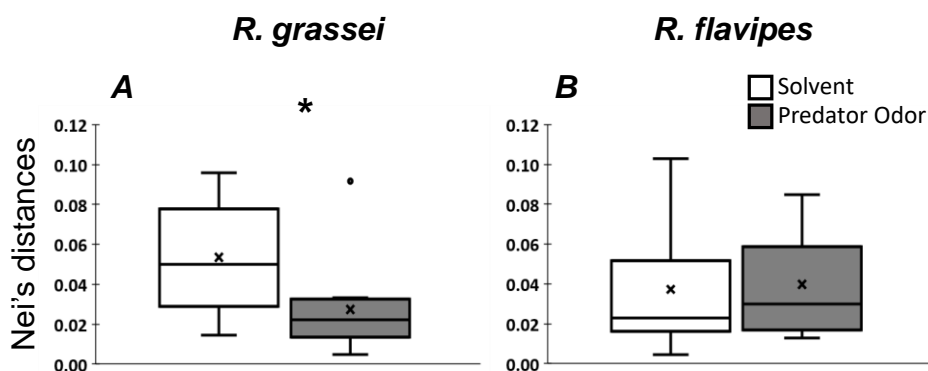 R. grassei
R. flavipes
A
*
B
Solvent
Predator Odor
Nei's distances
0.12
0.10
0.08
0.06
0.04
0.02
0.00
0.12
0.10
0.08
0.06
0.04
0.02
0.00